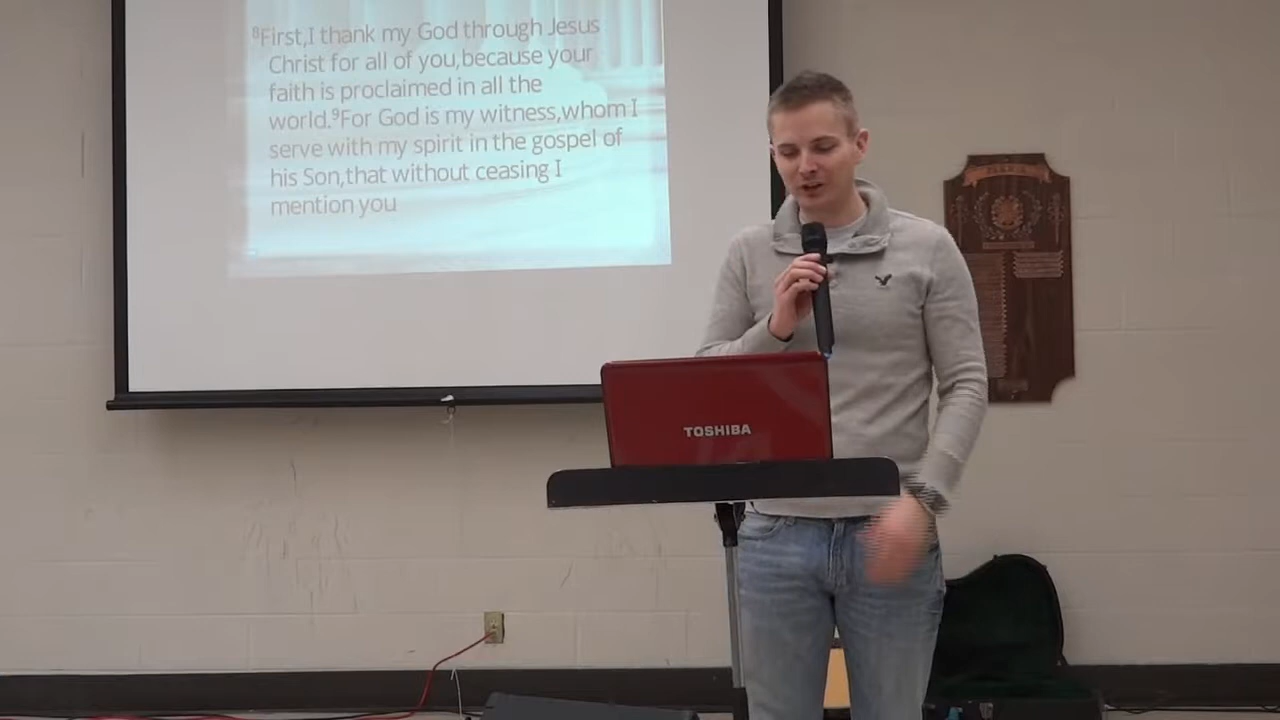 ⁸First,I thank my God through Jesus
Christ for all of you,because your
faith is proclaimed in all the
world.⁹For God is my witness,whom I
serve with my spirit in the gospel of
his Son,that without ceasing I
mention you
TOSHIBA